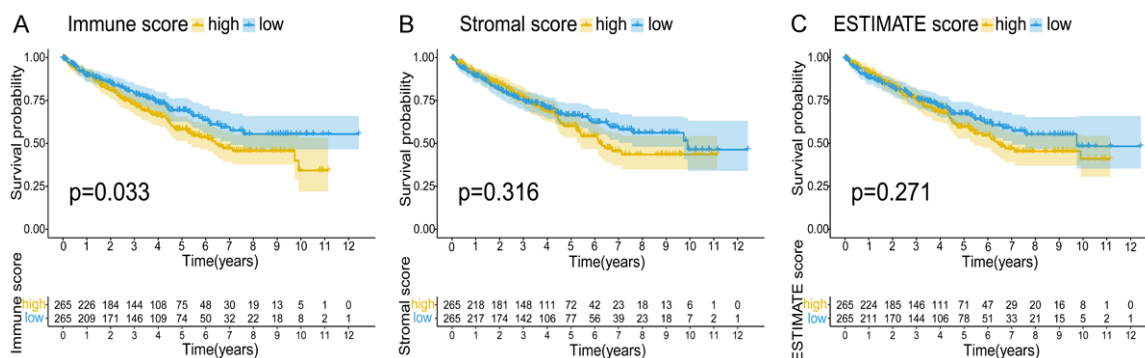 A Immune score high low
Survival probability
1.00
0.75
0.50
0.25
0.00
p=0.033
0 1 2 3 4 5 6 7 8 9 10 11 12
Time(years)
Immune score
high 265 226 184 144 108 75 48 30 19 13 5 1 0
low 265 209 171 146 109 74 50 32 22 18 8 2 1
0 1 2 3 4 5 6 7 8 9 10 11 12
Time(years)
B Stromal score high low
Survival probability
1.00
0.75
0.50
0.25
0.00
p=0.316
0 1 2 3 4 5 6 7 8 9 10 11 12
Time(years)
Stromal score
high 265 218 181 148 111 72 42 23 18 13 6 1 0
low 265 217 174 142 106 77 56 39 23 18 7 2 1
0 1 2 3 4 5 6 7 8 9 10 11 12
Time(years)
C ESTIMATE score high low
Survival probability
1.00
0.75
0.50
0.25
0.00
p=0.271
0 1 2 3 4 5 6 7 8 9 10 11 12
Time(years)
ESTIMATE score
high 265 224 185 146 111 71 47 29 20 16 8 1 0
low 265 211 170 144 106 78 51 33 21 15 5 2 1
0 1 2 3 4 5 6 7 8 9 10 11 12
Time(years)